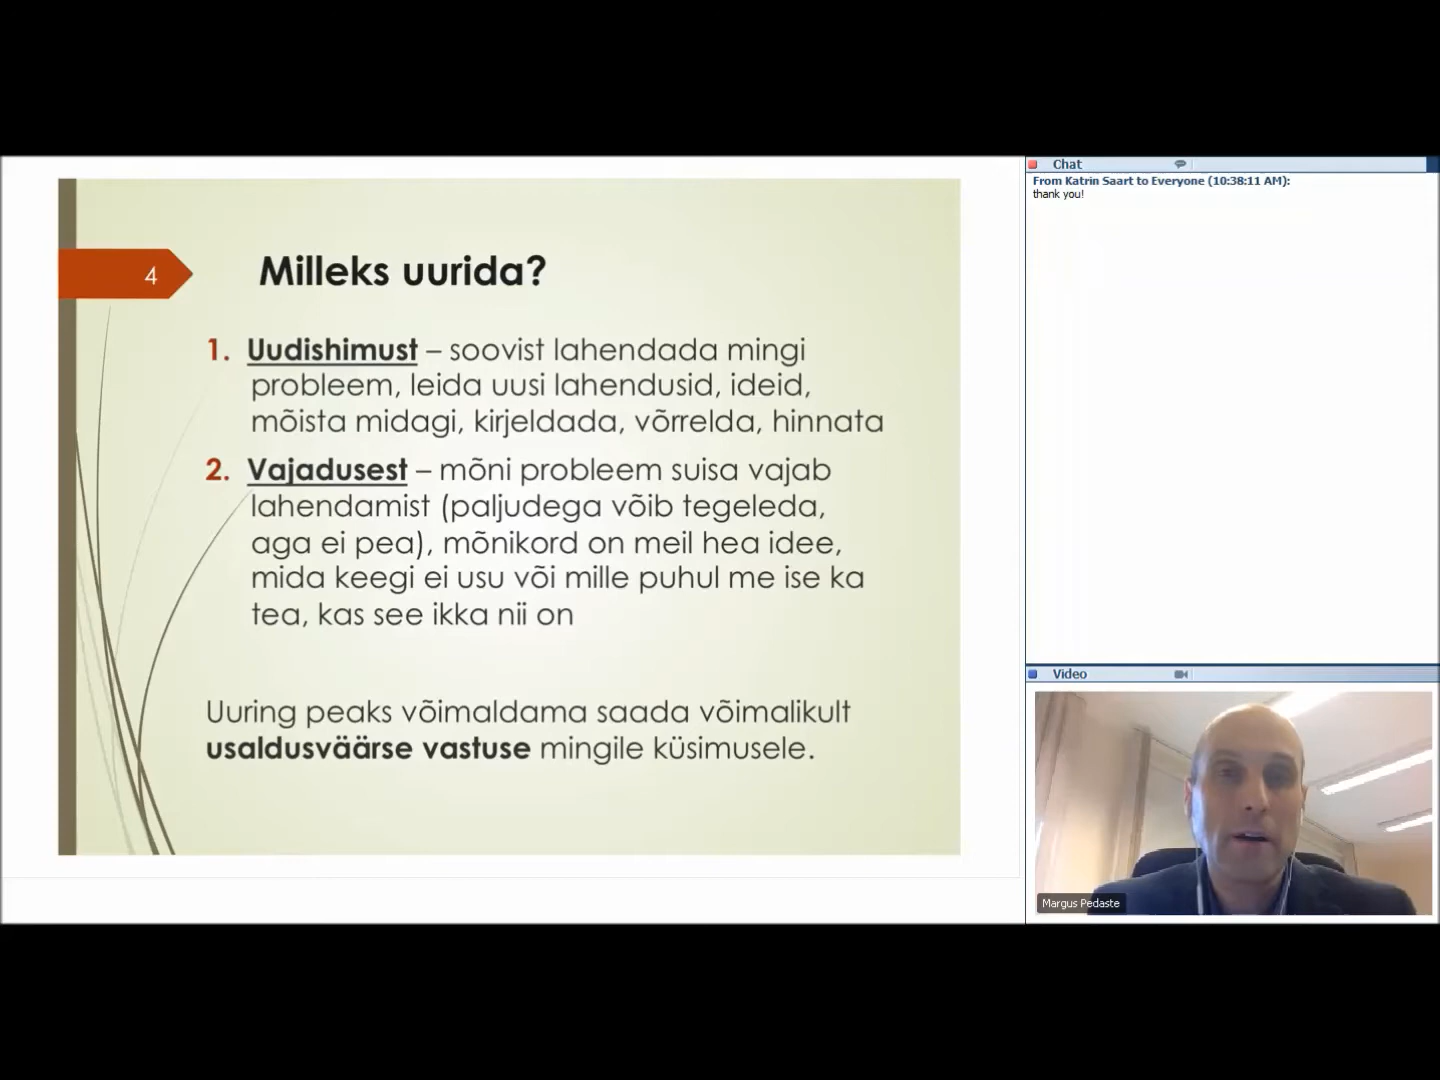 4
Milleks uurida?
1. Uudishimust – soovist lahendada mingi
probleem, leida uusi lahendusid, ideid,
mõista midagi, kirjeldada, võrrelda, hinnata
2. Vajadusest – mõni probleem suisa vajab
lahendamist (paljudega võib tegeleda,
aga ei pea), mõnikord on meil hea idee,
mida keegi ei usu või mille puhul me ise ka
tea, kas see ikka nii on
Uuring peaks võimaldama saada võimalikult
usaldusväärse vastuse mingile küsimusele.
Chat
From Katrin Saart to Everyone (10:38:11 AM):
thank you!
Video
Margus Pedaste